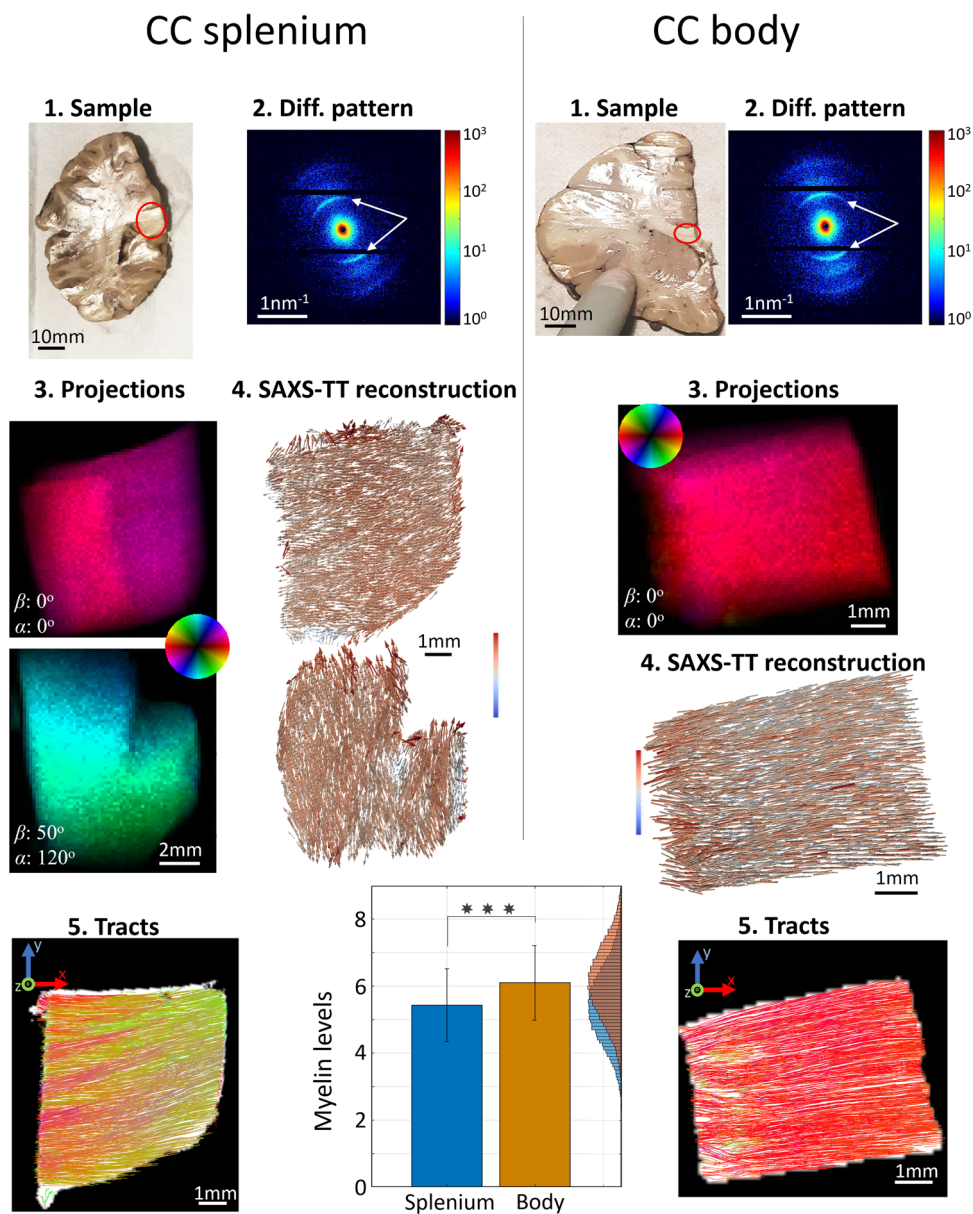 CC splenium
1. Sample
2. Diff. pattern
10mm
1nm⁻¹
10³
10²
10¹
10⁰
3. Projections
β: 0°
α: 0°
β: 50°
α: 120°
2mm
4. SAXS-TT reconstruction
1mm
5. Tracts
y
z
x
1mm
Myelin levels
8
6
4
2
0
✷ ✷ ✷
Splenium
Body
CC body
1. Sample
2. Diff. pattern
10mm
1nm⁻¹
10³
10²
10¹
10⁰
3. Projections
β: 0°
α: 0°
1mm
4. SAXS-TT reconstruction
1mm
5. Tracts
y
z
x
1mm